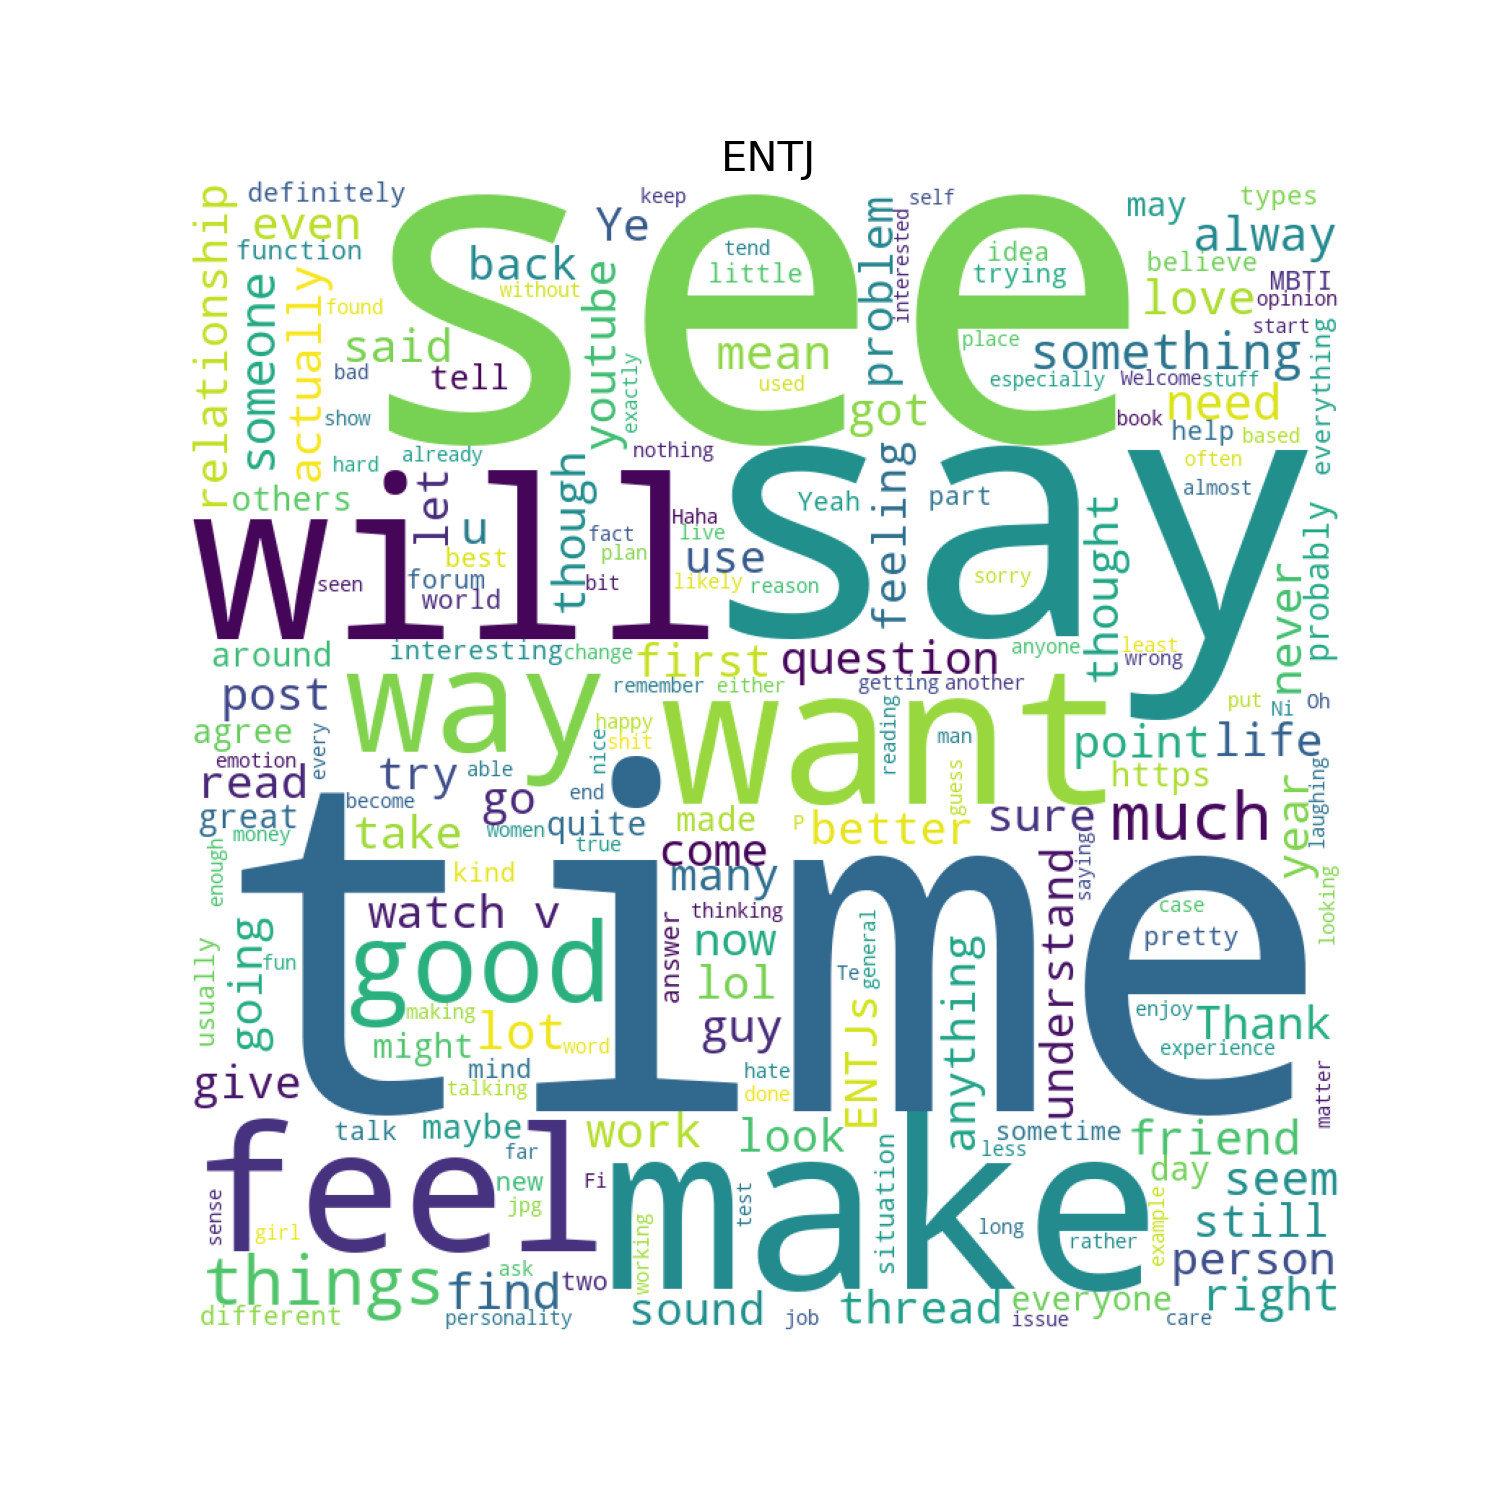 ENTJ
see
say
will
time
want
way
make
feel
good
definitely
even
function
relationship
someone
actually
found
said
bad
tell
show
hard
already
others
back
without
Ye
keep
youtube
exactly
tend
little
mean
used
problem
interested
self
idea
trying
place
especially
got
may
types
alway
believe
MBTI
love
opinion
start
something
Welcome
stuff
need
book
help
based
everything
often
almost
nothing
let
u
best
forum
world
seen
though
fact
plan
bit
Haha
live
use
likely
reason
Yeah
feeling
part
sorry
thought
never
probably
least
wrong
anyone
around
interesting
change
first
question
remember
either
getting
another
post
agree
emotion
every
read
try
able
become
great
money
go
women
end
nice
happy
shit
quite
true
made
P
better
reading
man
guess
sure
point
life
put
Ni
Oh
https
much
year
laughing
take
kind
watch v
come
many
thinking
answer
now
lol
guy
Te
general
ENTJs
anything
understand
saying
case
pretty
enjoy
Thank
experience
looking
matter
enough
usually
going
fun
making
might
lot
word
mind
talking
give
hate
done
talk
maybe
far
new
jpg
Fi
work
look
test
situation
sometime
less
long
rather
example
friend
day
seem
still
person
right
sense
girl
things
different
ask
find
two
personality
working
sound
job
thread
everyone
issue
care